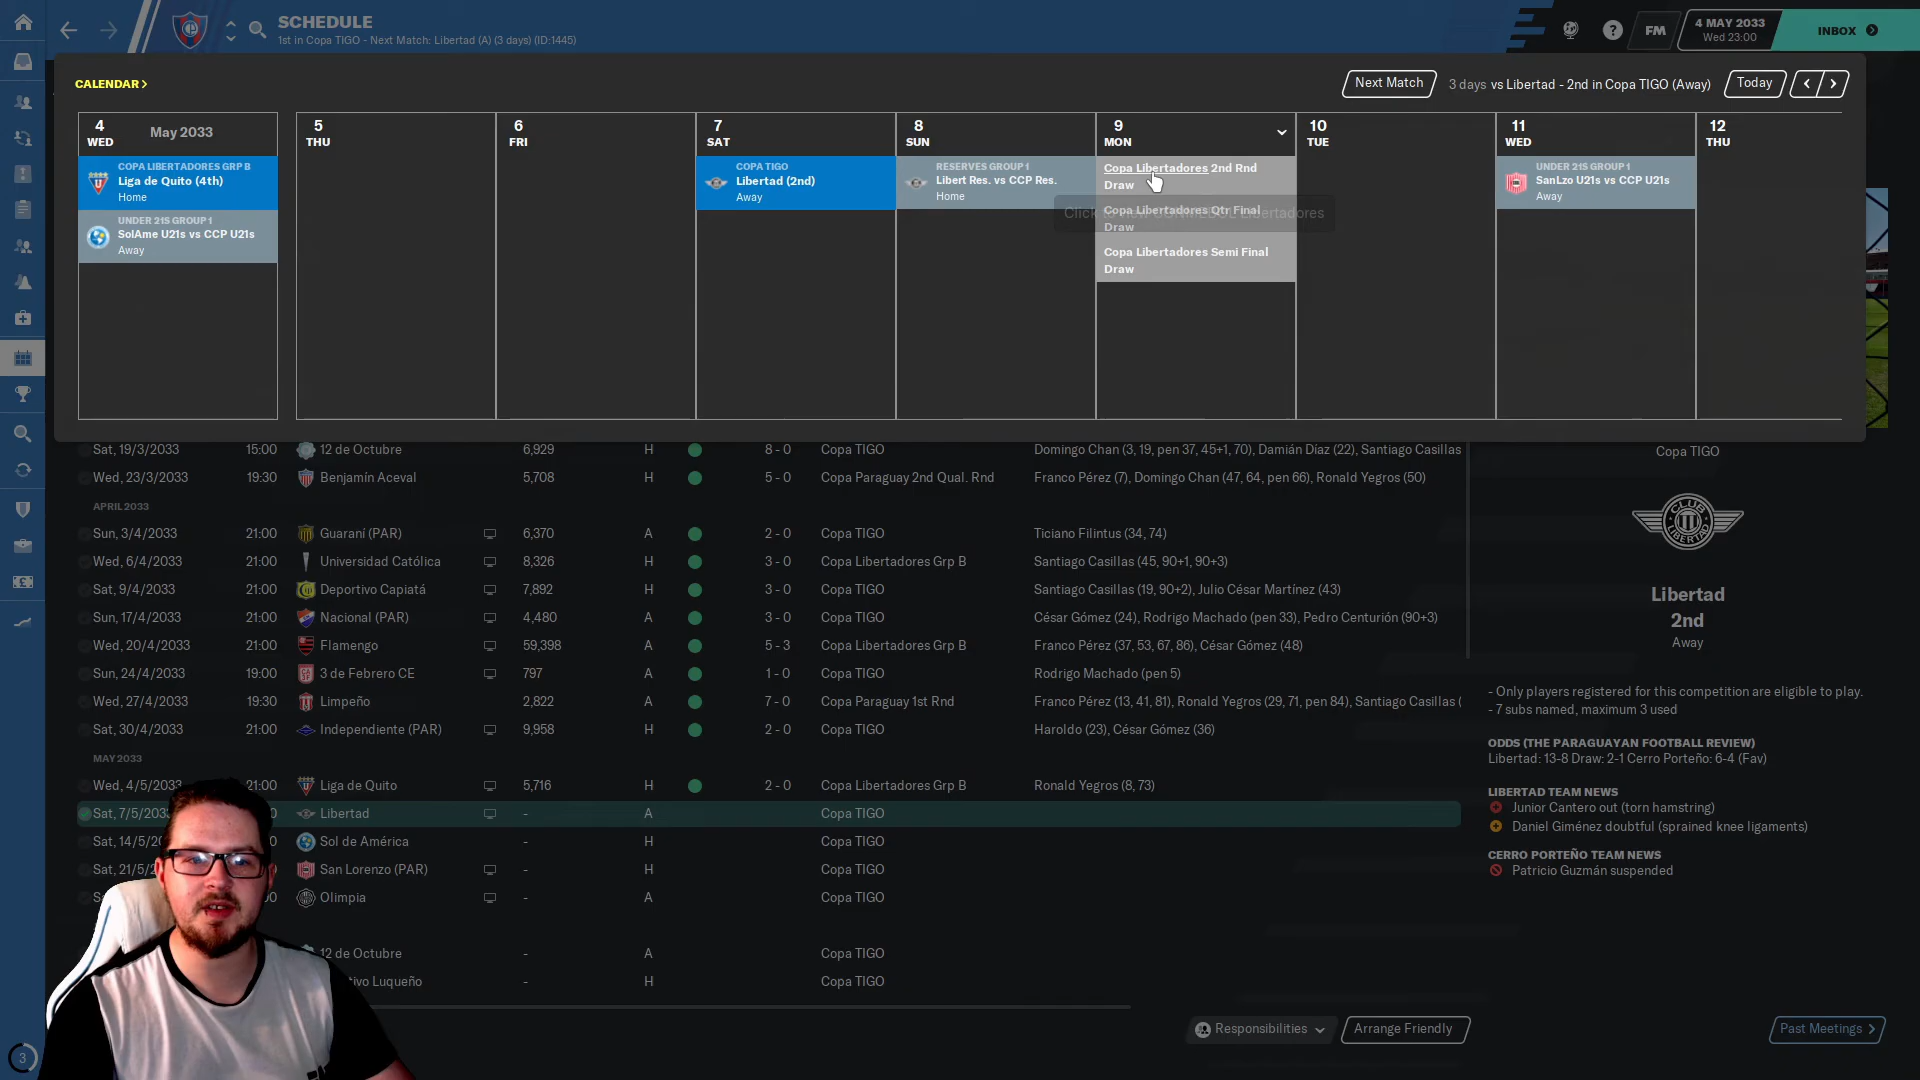 SCHEDULE
1st in Copa TIGO - Next Match: Libertad (A) (3 days) (ID:1445)
FM
4 MAY 2033
Wed 23:00
INBOX
CALENDAR
Next Match
3 days vs Libertad - 2nd in Copa TIGO (Away)
Today
4 WED May 2033
5 THU
6 FRI
7 SAT
8 SUN
9 MON
10 TUE
11 WED
12 THU
COPA LIBERTADORES GRP B
Liga de Quito (4th)
Home
UNDER 21S GROUP 1
SolAme U21s vs CCP U21s
Away
COPA TIGO
Libertad (2nd)
Away
RESERVES GROUP 1
Libert Res. vs CCP Res.
Home
Copa Libertadores 2nd Rnd
Draw
Copa Libertadores Qtr Final
Draw
Copa Libertadores Semi Final
Draw
UNDER 21S GROUP 1
SanLzo U21s vs CCP U21s
Away
Sat, 19/3/2033 15:00 12 de Octubre 6,929 H 8 - 0 Copa TIGO Domingo Chan (3, 19, pen 37, 45+1, 70), Damián Díaz (22), Santiago Casillas
Wed, 23/3/2033 19:30 Benjamín Aceval 5,708 H 5 - 0 Copa Paraguay 2nd Qual. Rnd Franco Pérez (7), Domingo Chan (47, 64, pen 66), Ronald Yegros (50)
APRIL 2033
Sun, 3/4/2033 21:00 Guaraní (PAR) 6,370 A 2 - 0 Copa TIGO Ticiano Filintus (34, 74)
Wed, 6/4/2033 21:00 Universidad Católica 8,326 H 3 - 0 Copa Libertadores Grp B Santiago Casillas (45, 90+1, 90+3)
Sat, 9/4/2033 21:00 Deportivo Capiatá 7,892 H 3 - 0 Copa TIGO Santiago Casillas (19, 90+2), Julio César Martínez (43)
Sun, 17/4/2033 21:00 Nacional (PAR) 4,480 A 3 - 0 Copa TIGO César Gómez (24), Rodrigo Machado (pen 33), Pedro Centurión (90+3)
Wed, 20/4/2033 21:00 Flamengo 59,398 A 5 - 3 Copa Libertadores Grp B Franco Pérez (37, 53, 67, 86), César Gómez (48)
Sun, 24/4/2033 19:00 3 de Febrero CE 797 A 1 - 0 Copa TIGO Rodrigo Machado (pen 5)
Wed, 27/4/2033 19:30 Limpeño 2,822 A 7 - 0 Copa Paraguay 1st Rnd Franco Pérez (13, 41, 81), Ronald Yegros (29, 71, pen 84), Santiago Casillas (
Sat, 30/4/2033 21:00 Independiente (PAR) 9,958 H 2 - 0 Copa TIGO Haroldo (23), César Gómez (36)
MAY 2033
Wed, 4/5/2033 21:00 Liga de Quito 5,716 H 2 - 0 Copa Libertadores Grp B Ronald Yegros (8, 73)
Sat, 7/5/203 0 Libertad - A Copa TIGO
Sat, 14/5/20 Sol de América - H Copa TIGO
Sat, 21/5/2 San Lorenzo (PAR) - H Copa TIGO
Olimpia - A Copa TIGO
12 de Octubre - A Copa TIGO
tivo Luqueño - H Copa TIGO
Copa TIGO
CLUB
LIBERTAD
Libertad
2nd
Away
- Only players registered for this competition are eligible to play.
- 7 subs named, maximum 3 used
ODDS (THE PARAGUAYAN FOOTBALL REVIEW)
Libertad: 13-8 Draw: 2-1 Cerro Porteño: 6-4 (Fav)
LIBERTAD TEAM NEWS
Junior Cantero out (torn hamstring)
Daniel Giménez doubtful (sprained knee ligaments)
CERRO PORTEÑO TEAM NEWS
Patricio Guzmán suspended
Responsibilities
Arrange Friendly
Past Meetings
3